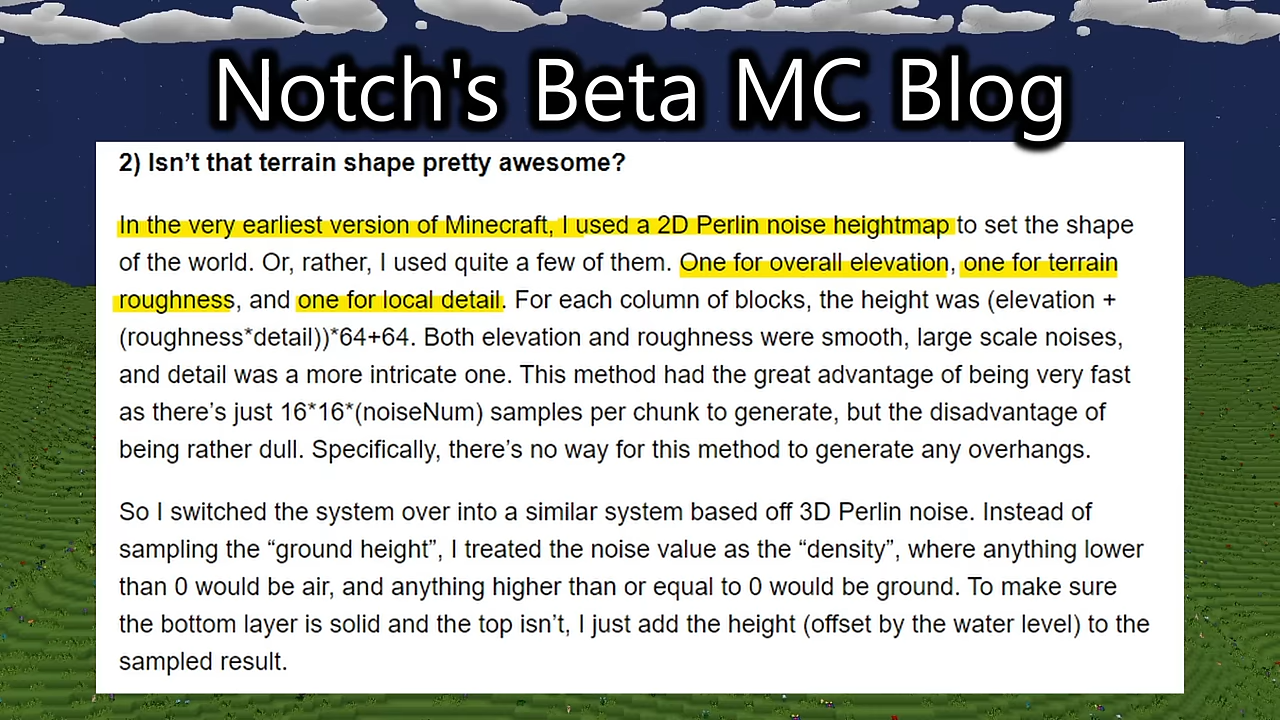 Notch's Beta MC Blog
2) Isn’t that terrain shape pretty awesome?
In the very earliest version of Minecraft, I used a 2D Perlin noise heightmap to set the shape
of the world. Or, rather, I used quite a few of them. One for overall elevation, one for terrain
roughness, and one for local detail. For each column of blocks, the height was (elevation +
(roughness*detail))*64+64. Both elevation and roughness were smooth, large scale noises,
and detail was a more intricate one. This method had the great advantage of being very fast
as there’s just 16*16*(noiseNum) samples per chunk to generate, but the disadvantage of
being rather dull. Specifically, there’s no way for this method to generate any overhangs.
So I switched the system over into a similar system based off 3D Perlin noise. Instead of
sampling the “ground height”, I treated the noise value as the “density”, where anything lower
than 0 would be air, and anything higher than or equal to 0 would be ground. To make sure
the bottom layer is solid and the top isn’t, I just add the height (offset by the water level) to the
sampled result.